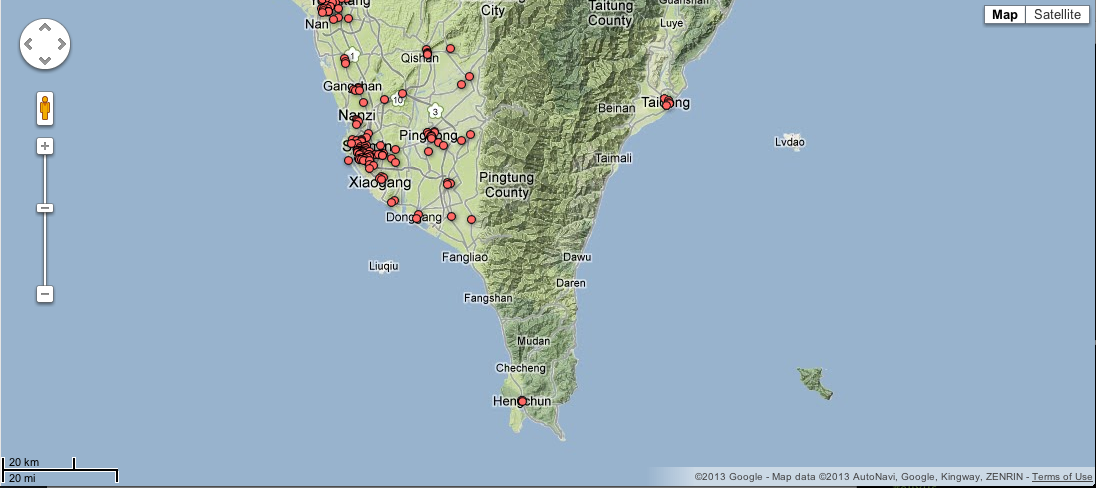 City
Taitung
County
Guanshan
Luye
Map
Satellite
Nan
1
Qishan
Gangshan
10
3
Nanzi
Beinan
Taitung
Pingtung
Lvdao
Taimali
Xiaogang
Pingtung
County
Donggang
Fangliao
Dawu
Liuqiu
Daren
Fangshan
Mudan
Checheng
Hengchun
20 km
20 mi
©2013 Google - Map data ©2013 AutoNavi, Google, Kingway, ZENRIN - Terms of Use